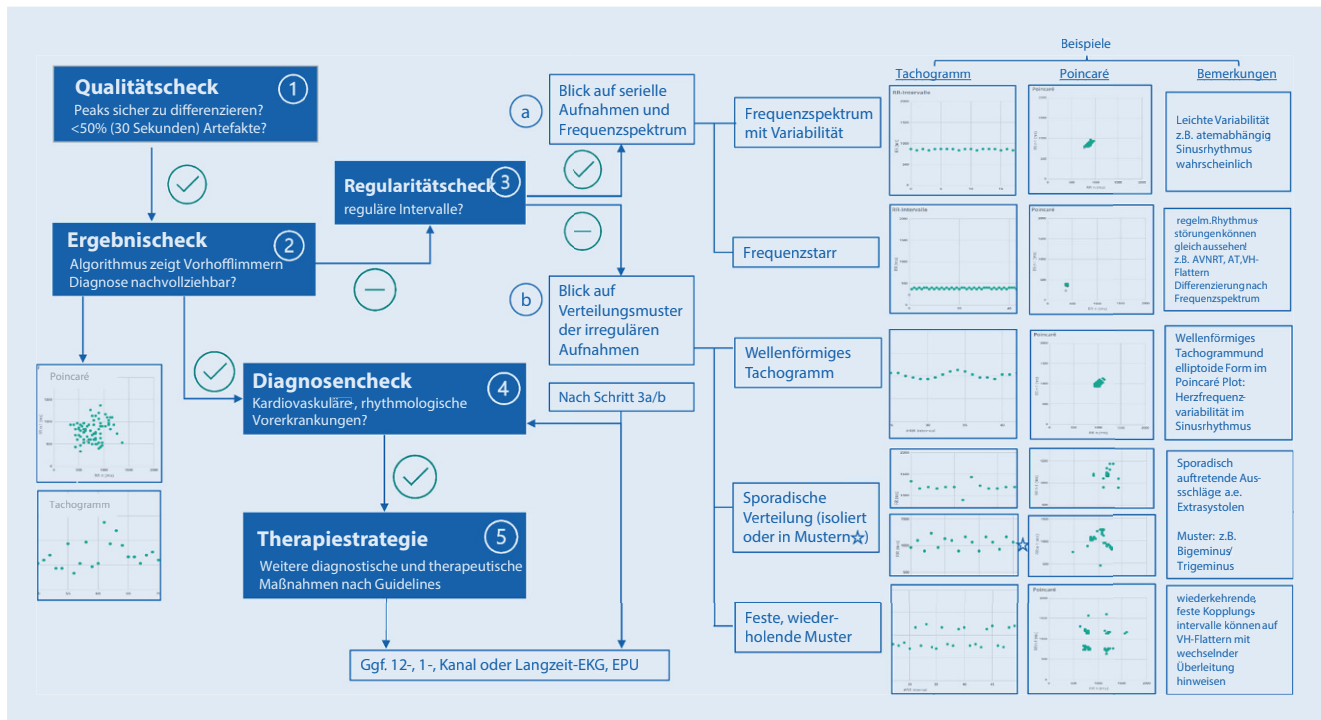 Qualitätscheck
1
Peaks sicher zu differenzieren?
<50% (30 Sekunden) Artefakte?
Ergebnischeck
2
Algorithmus zeigt Vorhofflimmern
Diagnose nachvollziehbar?
Poincaré
Tachogramm
Regularitätscheck
3
reguläre Intervalle?
Diagnosencheck
4
Kardiovaskuläre, rhythmologische
Vorerkrankungen?
Therapiestrategie
5
Weitere diagnostische und therapeutische
Maßnahmen nach Guidelines
Ggf. 12-, 1-, Kanal oder Langzeit-EKG, EPU
a
Blick auf serielle
Aufnahmen und
Frequenzspektrum
b
Blick auf
Verteilungsmuster
der irregulären
Aufnahmen
Nach Schritt 3a/b
Frequenzspektrum
mit Variabilität
Frequenzstarr
Wellenförmiges
Tachogramm
Sporadische
Verteilung (isoliert
oder in Mustern☆)
Feste, wieder-
holende Muster
Beispiele
Tachogramm
Poincaré
Bemerkungen
RR-Intervalle
Poincaré
Leichte Variabilität
z.B. atemabhängig
Sinusrhythmus
wahrscheinlich
RR-Intervalle
Poincaré
regelm.Rhythmus-
störungen können
gleich aussehen!
z.B. AVNRT, AT,VH-
Flattern
Differenzierung nach
Frequenzspektrum
Poincaré
Wellenförmiges
Tachogrammund
elliptoide Form im
Poincaré Plot:
Herzfrequenz-
variabilität im
Sinusrhythmus
Sporadisch
auftretende Aus-
schläge a.e.
Extrasystolen
Muster: z.B.
Bigeminus/
Trigeminus
Poincaré
wiederkehrende,
feste Kopplungs
intervalle können auf
VH-Flattern mit
wechselnder
Überleitung
hinweisen